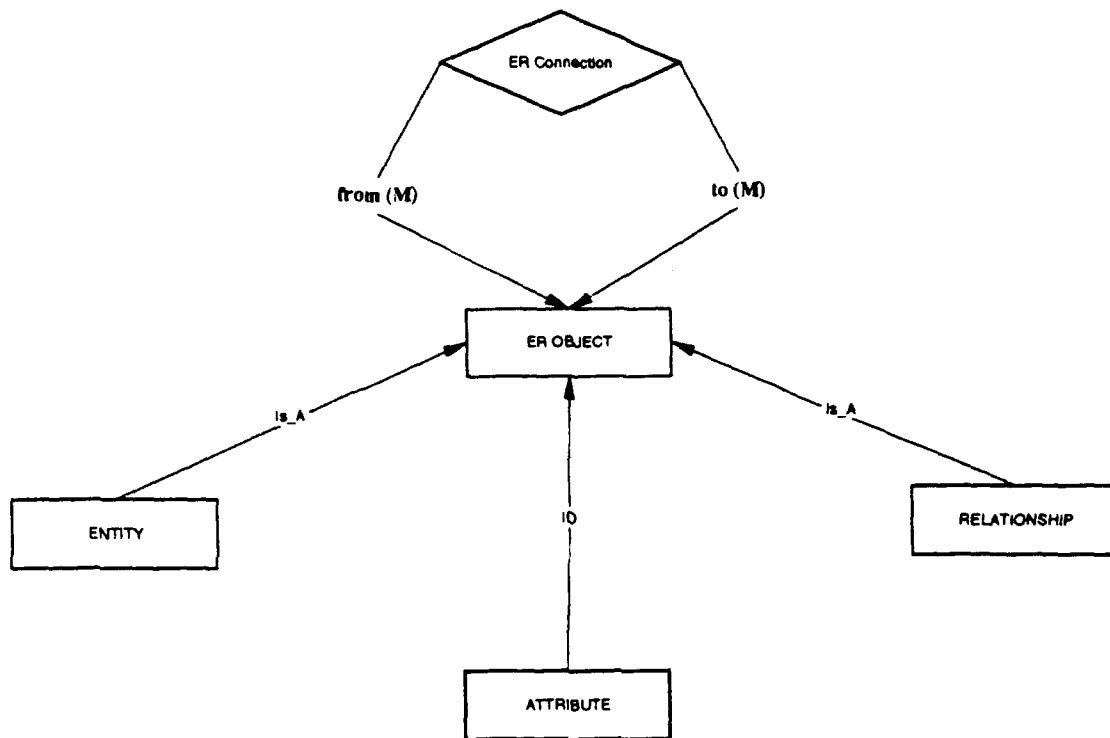 ER Connection
from (M)
to (M)
ER OBJECT
Is_A
Is_A
ENTITY
ID
RELATIONSHIP
ATTRIBUTE